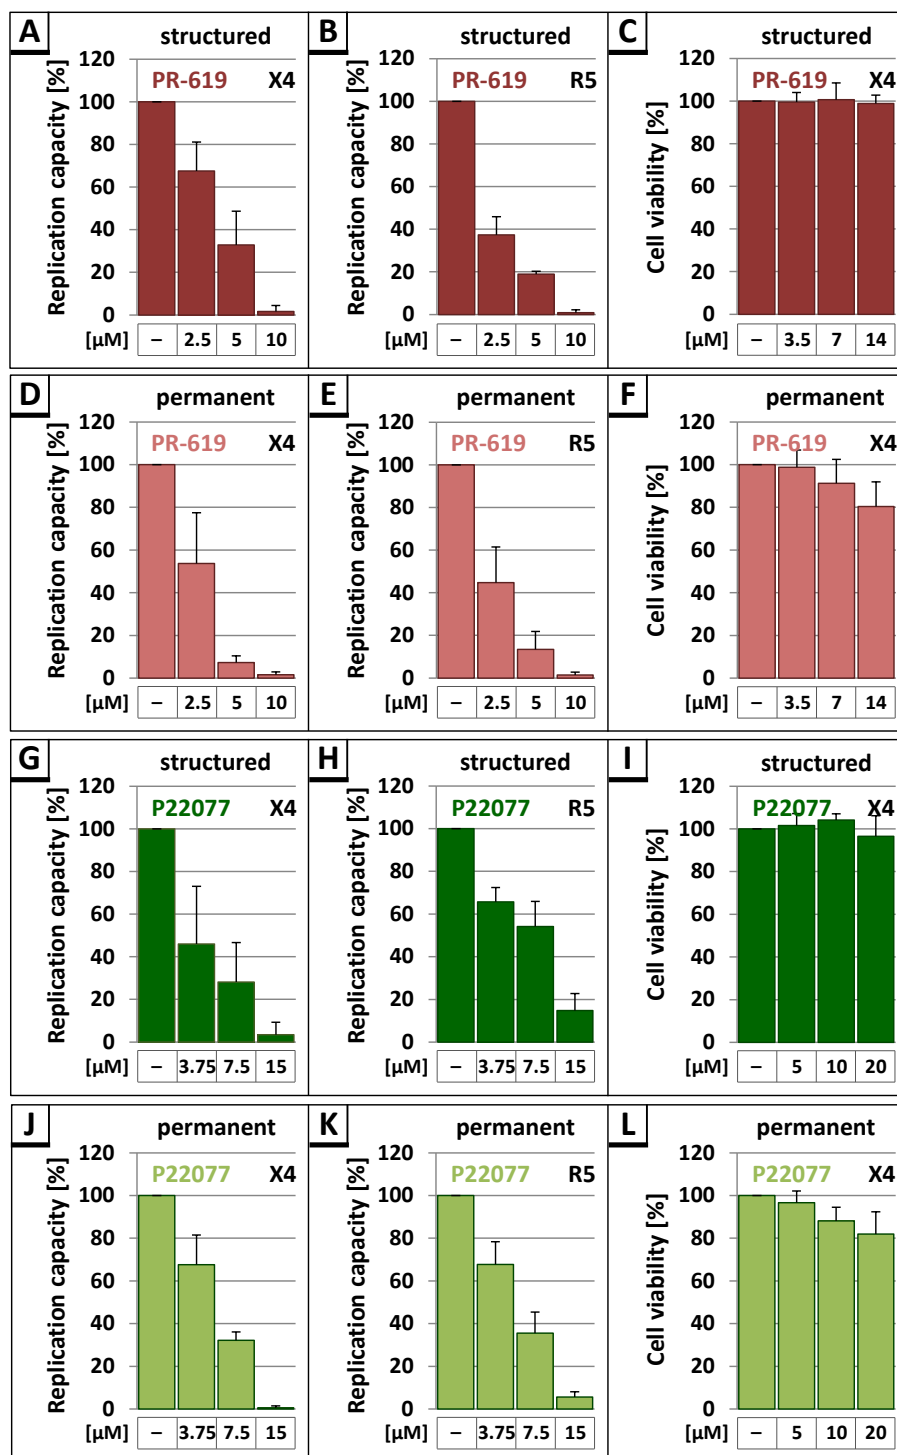 A structured
Replication capacity [%]
120
100
80
60
40
20
0
PR-619 X4
[µM] – 2.5 5 10
B structured
Replication capacity [%]
120
100
80
60
40
20
0
PR-619 R5
– 2.5 5 10
C structured
Cell viability [%]
120
100
80
60
40
20
0
PR-619 X4
[µM] – 3.5 7 14
D permanent
Replication capacity [%]
120
100
80
60
40
20
0
PR-619 X4
[µM] – 2.5 5 10
E permanent
Replication capacity [%]
120
100
80
60
40
20
0
PR-619 R5
– 2.5 5 10
F permanent
Cell viability [%]
120
100
80
60
40
20
0
PR-619 X4
[µM] – 3.5 7 14
G structured
Replication capacity [%]
120
100
80
60
40
20
0
P22077 X4
[µM] – 3.75 7.5 15
H structured
Replication capacity [%]
120
100
80
60
40
20
0
P22077 R5
– 3.75 7.5 15
I structured
Cell viability [%]
120
100
80
60
40
20
0
P22077 X4
[µM] – 5 10 20
J permanent
Replication capacity [%]
120
100
80
60
40
20
0
P22077 X4
[µM] – 3.75 7.5 15
K permanent
Replication capacity [%]
120
100
80
60
40
20
0
P22077 R5
– 3.75 7.5 15
L permanent
Cell viability [%]
120
100
80
60
40
20
0
P22077 X4
[µM] – 5 10 20